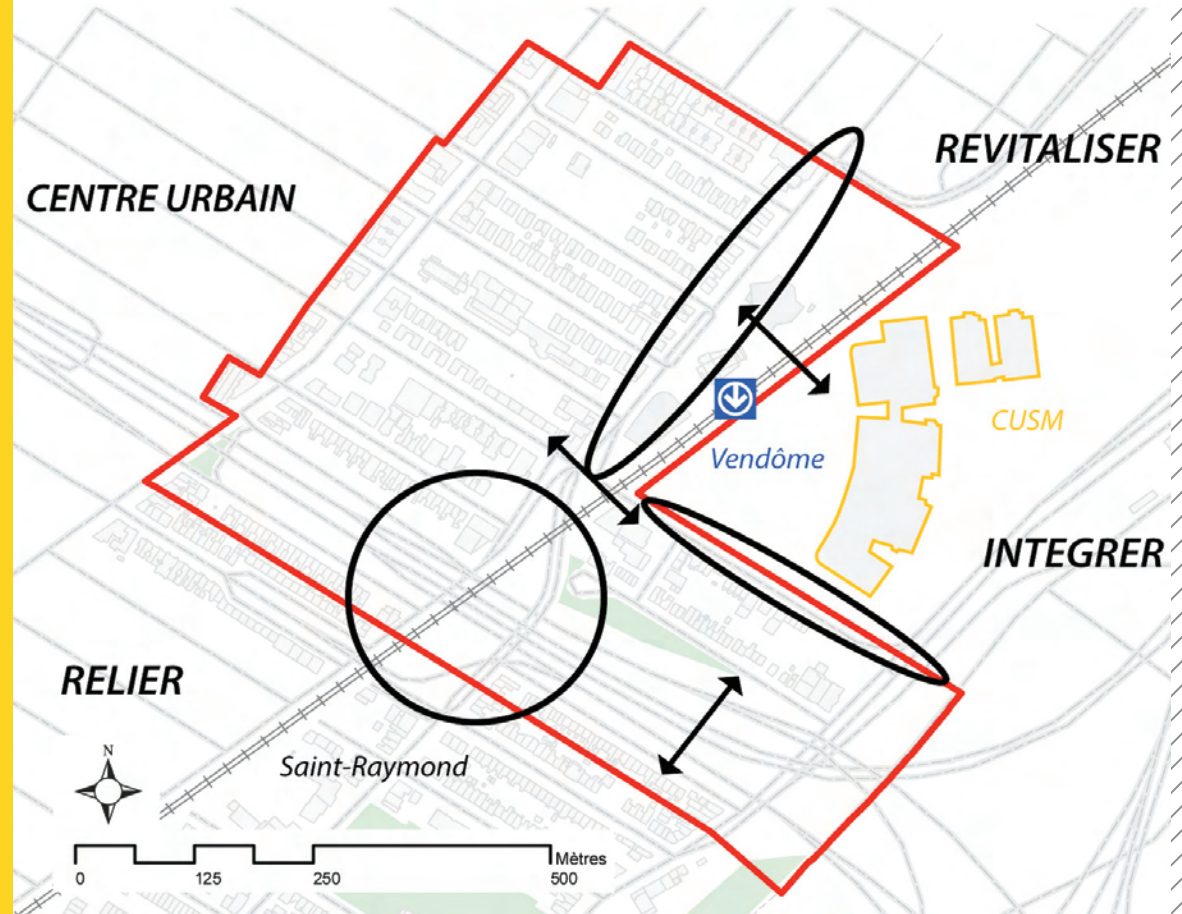 REVITALISER
CENTRE URBAIN
CUSM
Vendôme
INTEGRER
RELIER
Saint-Raymond
N
Mètres
0 125 250 500